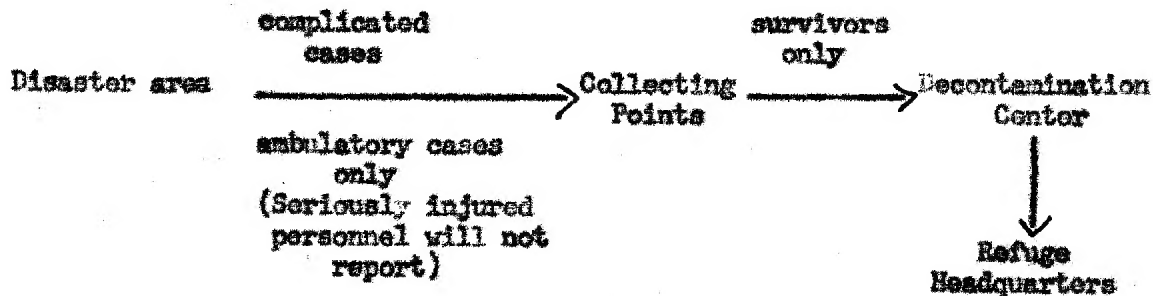 complicated
cases
survivors
only
Disaster area
Collecting
Points
Decontamination
Center
ambulatory cases
only
(Seriously injured
personnel will not
report)
Refuge
Headquarters